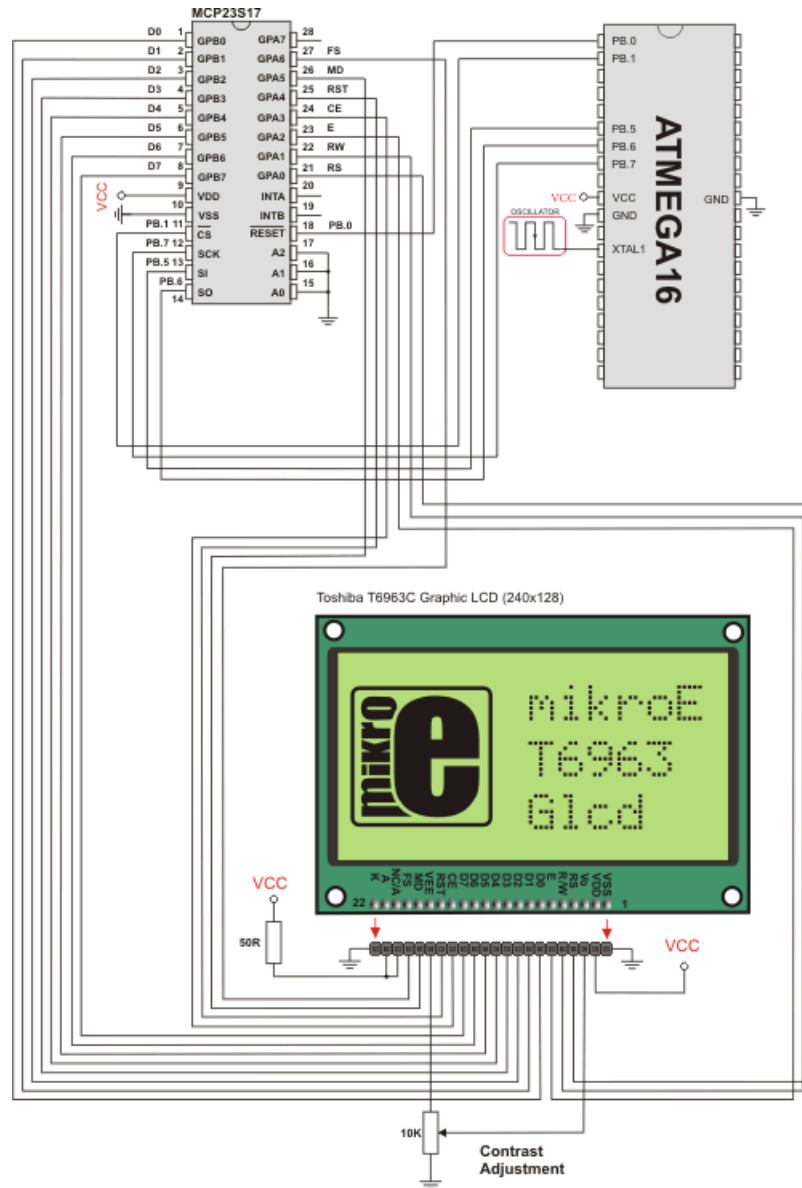 MCP23S17
D0 1 GPB0 GPA7 28
D1 2 GPB1 GPA6 27 FS
D2 3 GPB2 GPA5 26 MD
D3 4 GPB3 GPA4 25 RST
D4 5 GPB4 GPA3 24 CE
D5 6 GPB5 GPA2 23 E
D6 7 GPB6 GPA1 22 RW
D7 8 GPB7 GPA0 21 RS
VCC 9 VDD INTA 20
10 VSS INTB 19
PB.1 11 CS RESET 18 PB.0
PB.7 12 SCK A2 17
PB.5 13 SI A1 16
PB.6 14 SO A0 15
PB.0
PB.1
PB.5
PB.6
PB.7
VCC VCC GND
GND
OSCILLATOR
XTAL1
ATMEGA16
Toshiba T6963C Graphic LCD (240x128)
mikro e
mikroE
T6963
Glcd
K A NC/A FS MD VEE RST CE D7 D6 D5 D4 D3 D2 D1 D0 E R/W RS Vo VDD VSS
22 1
VCC
50R
VCC
10K
Contrast
Adjustment